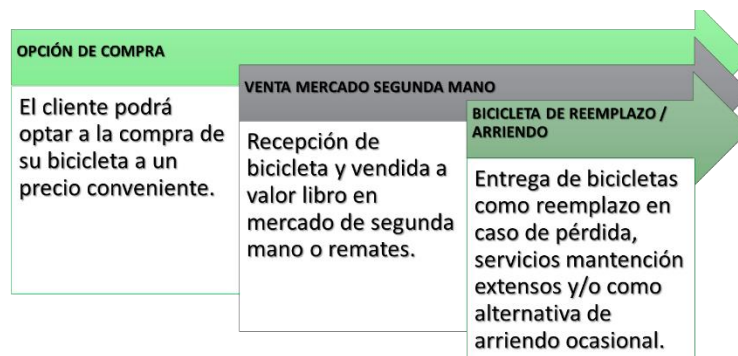 OPCIÓN DE COMPRA
El cliente podrá
optar a la compra de
su bicicleta a un
precio conveniente.
VENTA MERCADO SEGUNDA MANO
Recepción de
bicicleta y vendida a
valor libro en
mercado de segunda
mano o remates.
BICICLETA DE REEMPLAZO /
ARRIENDO
Entrega de bicicletas
como reemplazo en
caso de pérdida,
servicios mantención
extensos y/o como
alternativa de
arriendo ocasional.